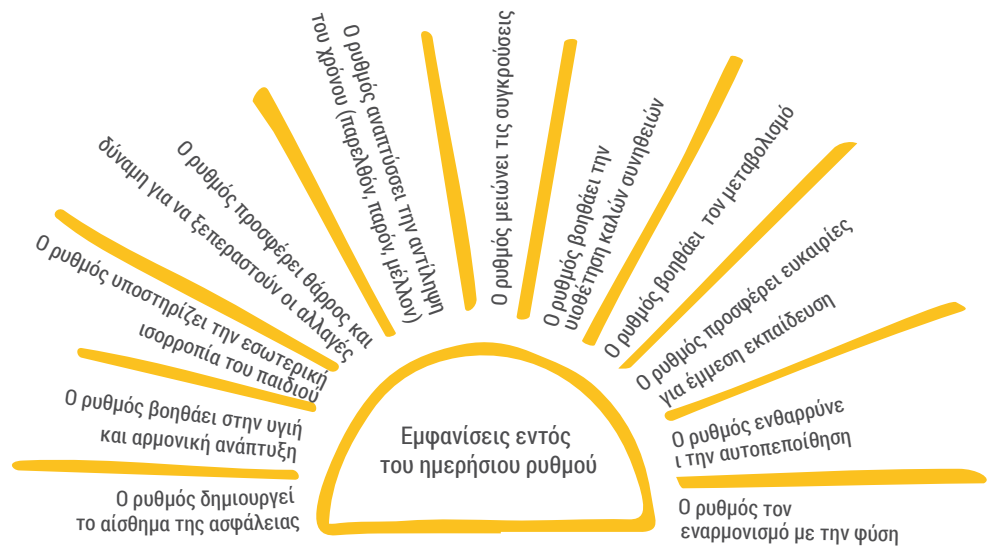 Ο ρυθμός δημιουργεί
το αίσθημα της ασφάλειας
Ο ρυθμός βοηθάει στην υγιή
και αρμονική ανάπτυξη
Ο ρυθμός υποστηρίζει την εσωτερική
ισορροπία του παιδιού
Ο ρυθμός προσφέρει θάρρος και
δύναμη για να ξεπεραστούν οι αλλαγές
Ο ρυθμός αναπτύσσει την αντίληψη
του χρόνου (παρελθόν, παρόν, μέλλον)
Ο ρυθμός μειώνει τις συγκρούσεις
Ο ρυθμός βοηθάει την
υιοθέτηση καλών συνηθειών
Ο ρυθμός βοηθάει τον μεταβολισμό
Ο ρυθμός προσφέρει ευκαιρίες
για έμμεση εκπαίδευση
Ο ρυθμός ενθαρρύνε
ι την αυτοπεποίθηση
Ο ρυθμός τον
εναρμονισμό με την φύση
Εμφανίσεις εντός
του ημερήσιου ρυθμού